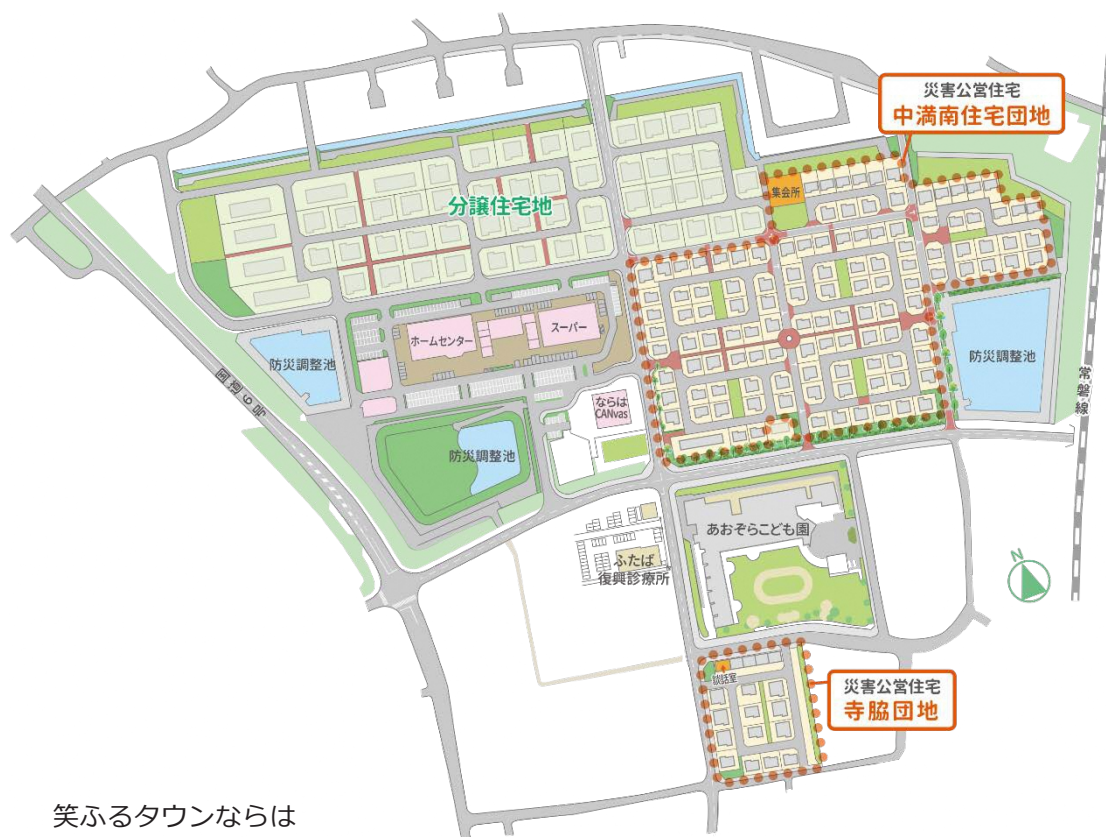 災害公営住宅
中満南住宅団地
集会所
分譲住宅地
ホームセンター
スーパー
防災調整池
防災調整池
国道6号
常磐線
ならは
CANvas
防災調整池
あおぞらこども園
ふたば
復興診療所
N
談話室
災害公営住宅
寺脇団地
笑ふるタウンならは